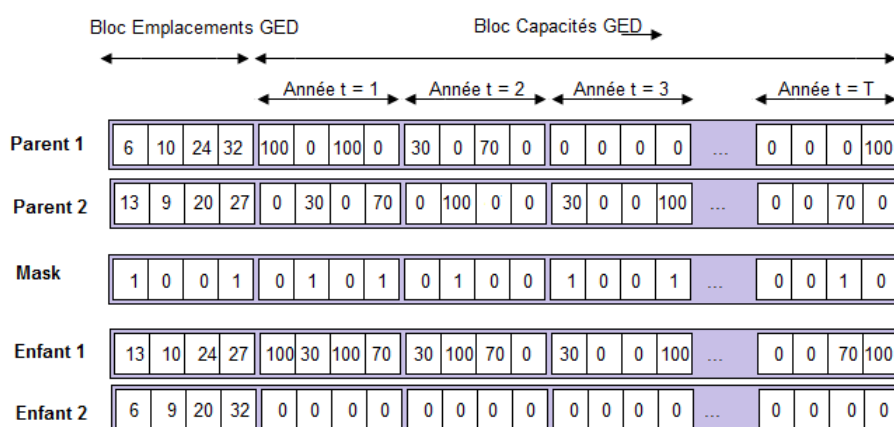 Bloc Emplacements GED Bloc Capacités GED
Année t = 1 Année t = 2 Année t = 3 Année t = T
Parent 1 6 10 24 32 100 0 100 0 30 0 70 0 0 0 0 0 ... 0 0 0 100
Parent 2 13 9 20 27 0 30 0 70 0 100 0 0 30 0 0 100 ... 0 0 70 0
Mask 1 0 0 1 0 1 0 1 0 1 0 0 1 0 0 1 ... 0 0 1 0
Enfant 1 13 10 24 27 100 30 100 70 30 100 70 0 30 0 0 100 ... 0 0 70 100
Enfant 2 6 9 20 32 0 0 0 0 0 0 0 0 0 0 0 0 ... 0 0 0 0